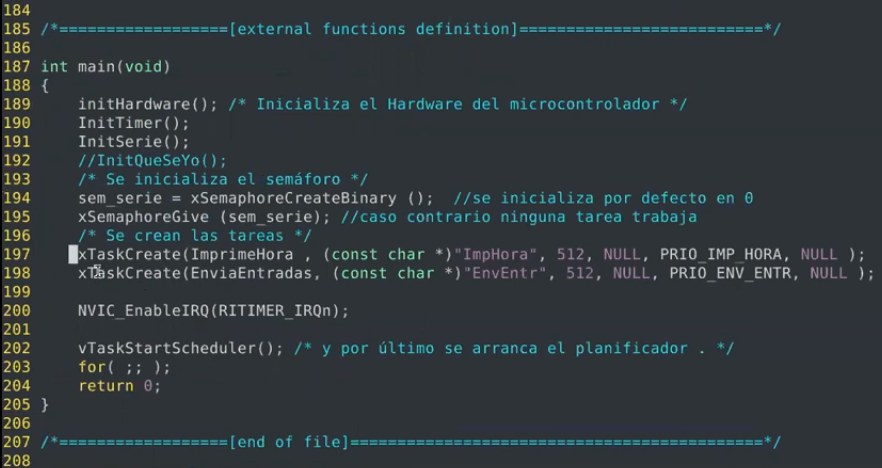 184
185 /*==================[external functions definition]==========================*/
186
187 int main(void)
188 {
189     initHardware(); /* Inicializa el Hardware del microcontrolador */
190     InitTimer();
191     InitSerie();
192     //InitQueSeYo();
193     /* Se inicializa el semáforo */
194     sem_serie = xSemaphoreCreateBinary ();  //se inicializa por defecto en 0
195     xSemaphoreGive (sem_serie); //caso contrario ninguna tarea trabaja
196     /* Se crean las tareas */
197     xTaskCreate(ImprimeHora , (const char *)"ImpHora", 512, NULL, PRIO_IMP_HORA, NULL );
198     xTaskCreate(EnviaEntradas, (const char *)"EnvEntr", 512, NULL, PRIO_ENV_ENTR, NULL );
199
200     NVIC_EnableIRQ(RITIMER_IRQn);
201
202     vTaskStartScheduler(); /* y por último se arranca el planificador . */
203     for( ;; );
204     return 0;
205 }
206
207 /*==================[end of file]============================================*/
208